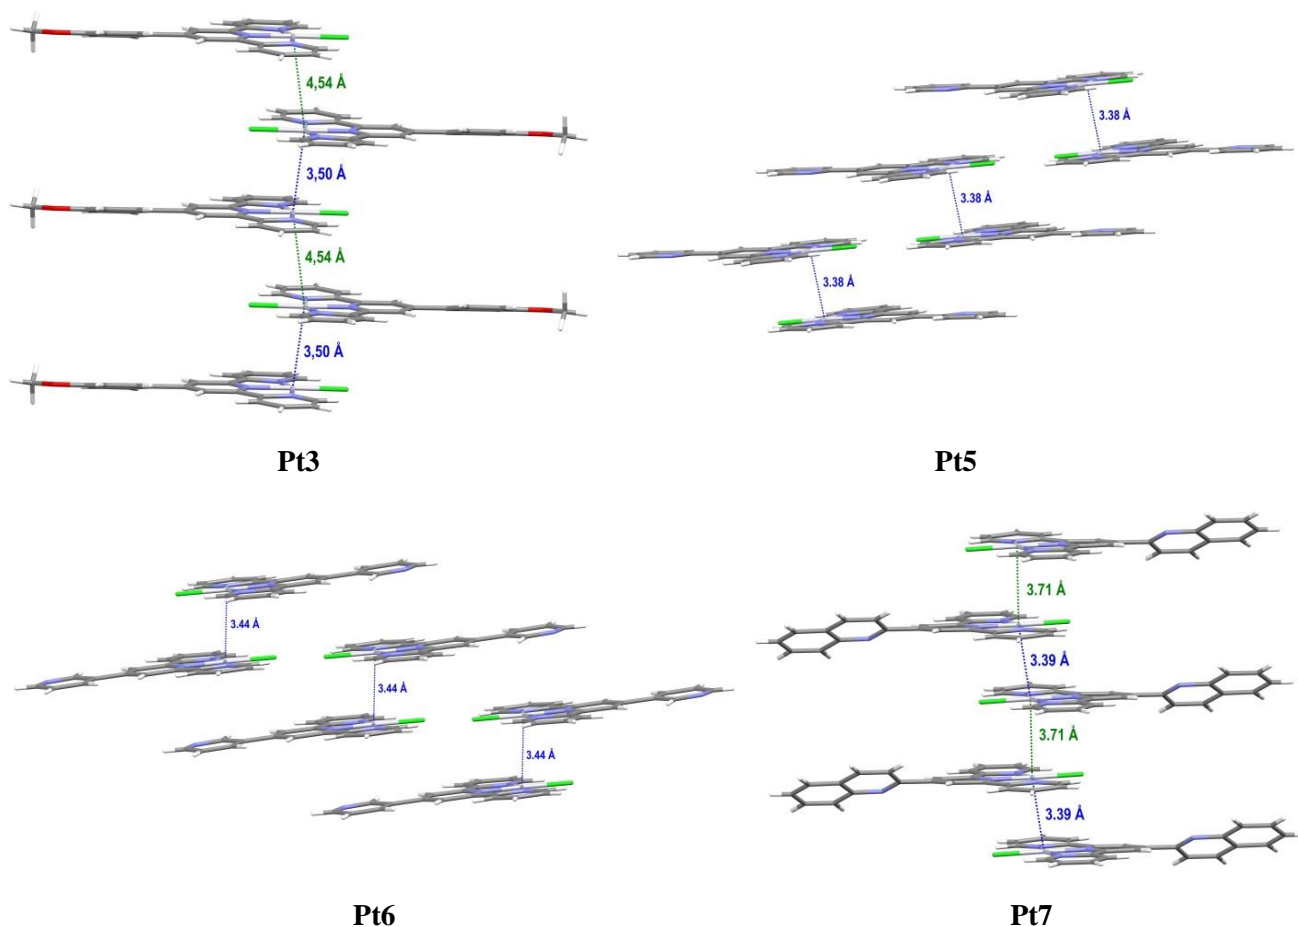 4,54 Å
3,50 Å
4,54 Å
3,50 Å
Pt3
3.38 Å
3.38 Å
3.38 Å
Pt5
3.44 Å
3.44 Å
3.44 Å
Pt6
3.71 Å
3.39 Å
3.71 Å
3.39 Å
Pt7